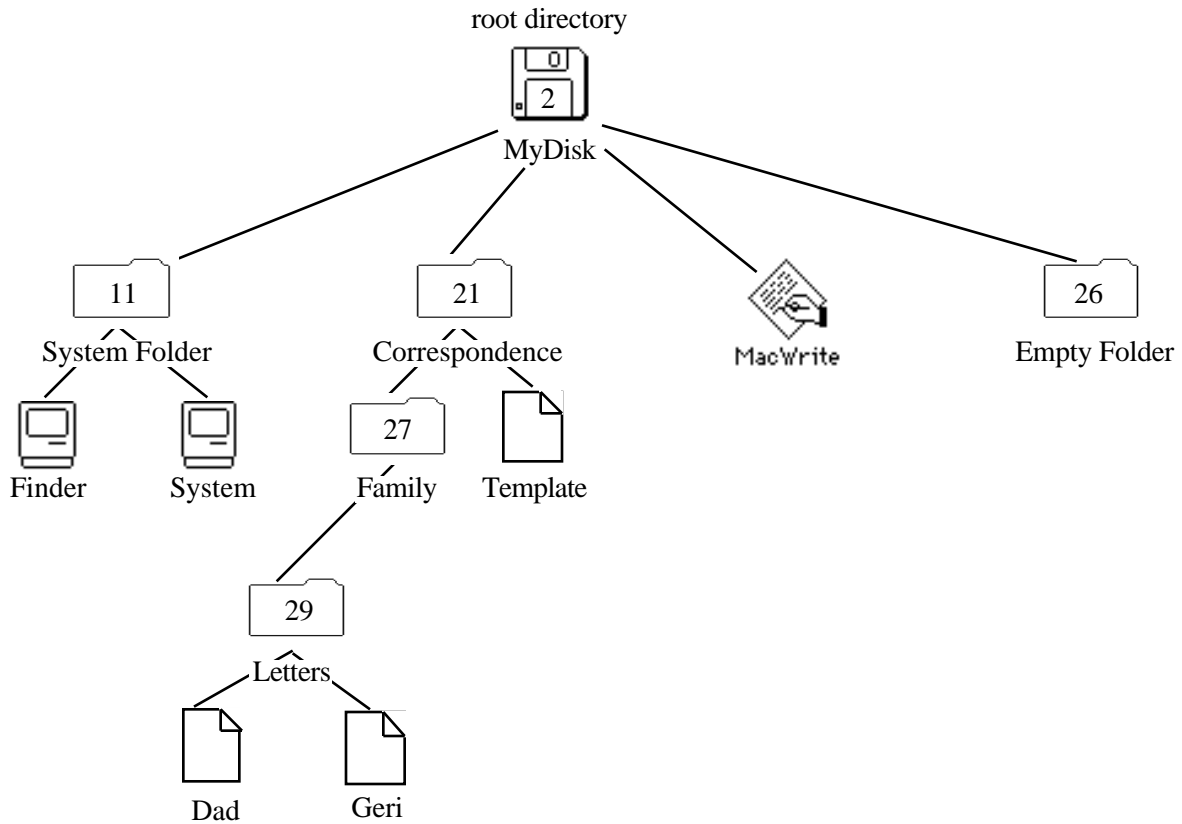 root directory
0
2
MyDisk
11
21
26
System Folder
Correspondence
MacWrite
Empty Folder
27
Finder
System
Family
Template
29
Letters
Dad
Geri